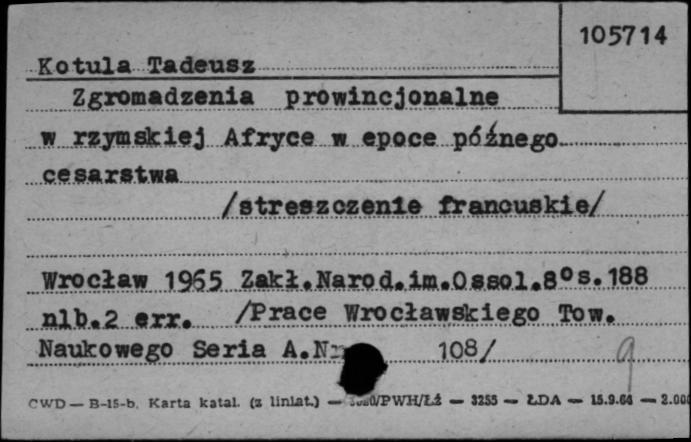 105714
Kotula Tadeusz
Zgromadzenia prowincjonalne
w rzymskiej Afryce w epoce późnego
cesarstwa
/streszczenie francuskie/
Wrocław 1965 Zakł.Narod.im.Ossol.8° s.188
nlb.2 err. /Prace Wrocławskiego Tow.
Naukowego Seria A.Nr 108/
9
CWD — B-15-b. Karta katal. (z liniat.) — /PWH/Łź — 3255 — ŁDA — 15.9.64 — 2.000